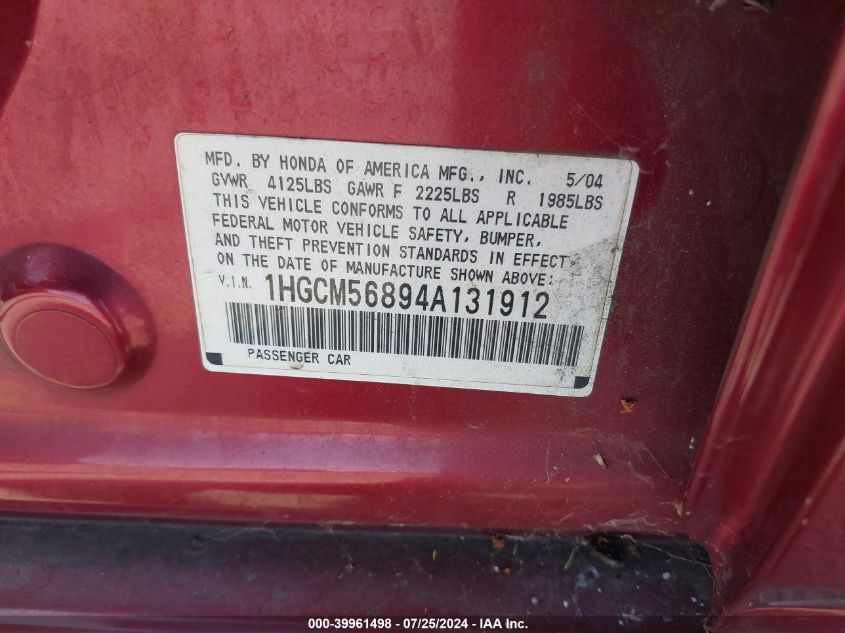 MFD. BY HONDA OF AMERICA MFG., INC. 5/04
GVWR 4125LBS GAWR F 2225LBS R 1985LBS
THIS VEHICLE CONFORMS TO ALL APPLICABLE
FEDERAL MOTOR VEHICLE SAFETY, BUMPER,
AND THEFT PREVENTION STANDARDS IN EFFECT
ON THE DATE OF MANUFACTURE SHOWN ABOVE:
V.I.N. 1HGCM56894A131912
PASSENGER CAR
000-39961498 - 07/25/2024 - IAA Inc.